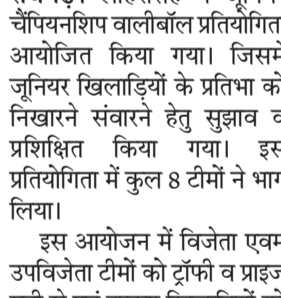 चैंपियनशिप वालीबॉल प्रतियोगित
आयोजित किया गया। जिसमे
जूनियर खिलाड़ियों के प्रतिभा को
निखारने संवारने हेतु सुझाव व
प्रशिक्षित किया गया। इस
प्रतियोगिता में कुल 8 टीमों ने भाग
लिया।
इस आयोजन में विजेता एवम
उपविजेता टीमों को ट्रॉफी व प्राइज